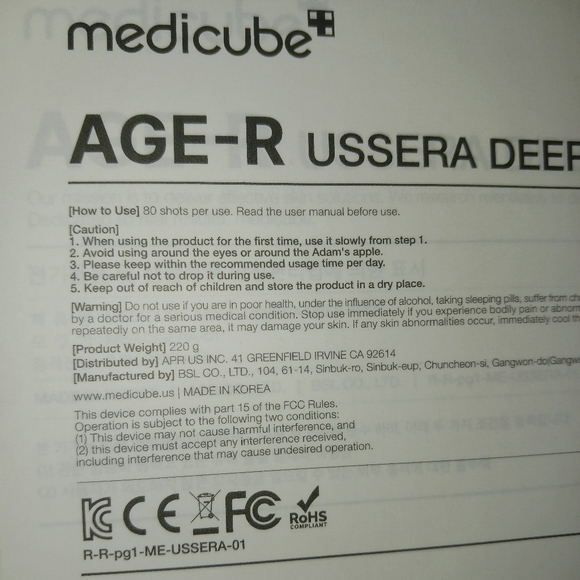 medicube
AGE-R USSERA DEEP
[How to Use] 80 shots per use. Read the user manual before use.
[Caution]
1. When using the product for the first time, use it slowly from step 1.
2. Avoid using around the eyes or around the Adam's apple.
3. Please keep within the recommended usage time per day.
4. Be careful not to drop it during use.
5. Keep out of reach of children and store the product in a dry place.
[Warning] Do not use if you are in poor health, under the influence of alcohol, taking sleeping pills, suffer from
by a doctor for a serious medical condition. Stop use immediately if you experience bodily pain or
repeatedly on the same area, it may damage your skin. If any skin abnormalities occur, immediately cool
[Product Weight] 220 g
[Distributed by] APR US INC. 41 GREENFIELD IRVINE CA 92614
[Manufactured by] BSL CO., LTD., 104, 61-14, Sinbuk-ro, Sinbuk-eup, Chuncheon-si, Gangwon-do
www.medicube.us | MADE IN KOREA
This device complies with part 15 of the FCC Rules.
Operation is subject to the following two conditions:
(1) This device may not cause harmful interference, and
(2) this device must accept any interference received,
including interference that may cause undesired operation.
KC CE FC RoHS
COMPLIANT
R-R-pg1-ME-USSERA-01